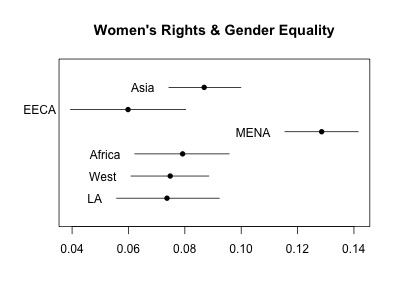 Women's Rights & Gender Equality
Asia
EECA
MENA
Africa
West
LA
0.04 0.06 0.08 0.10 0.12 0.14